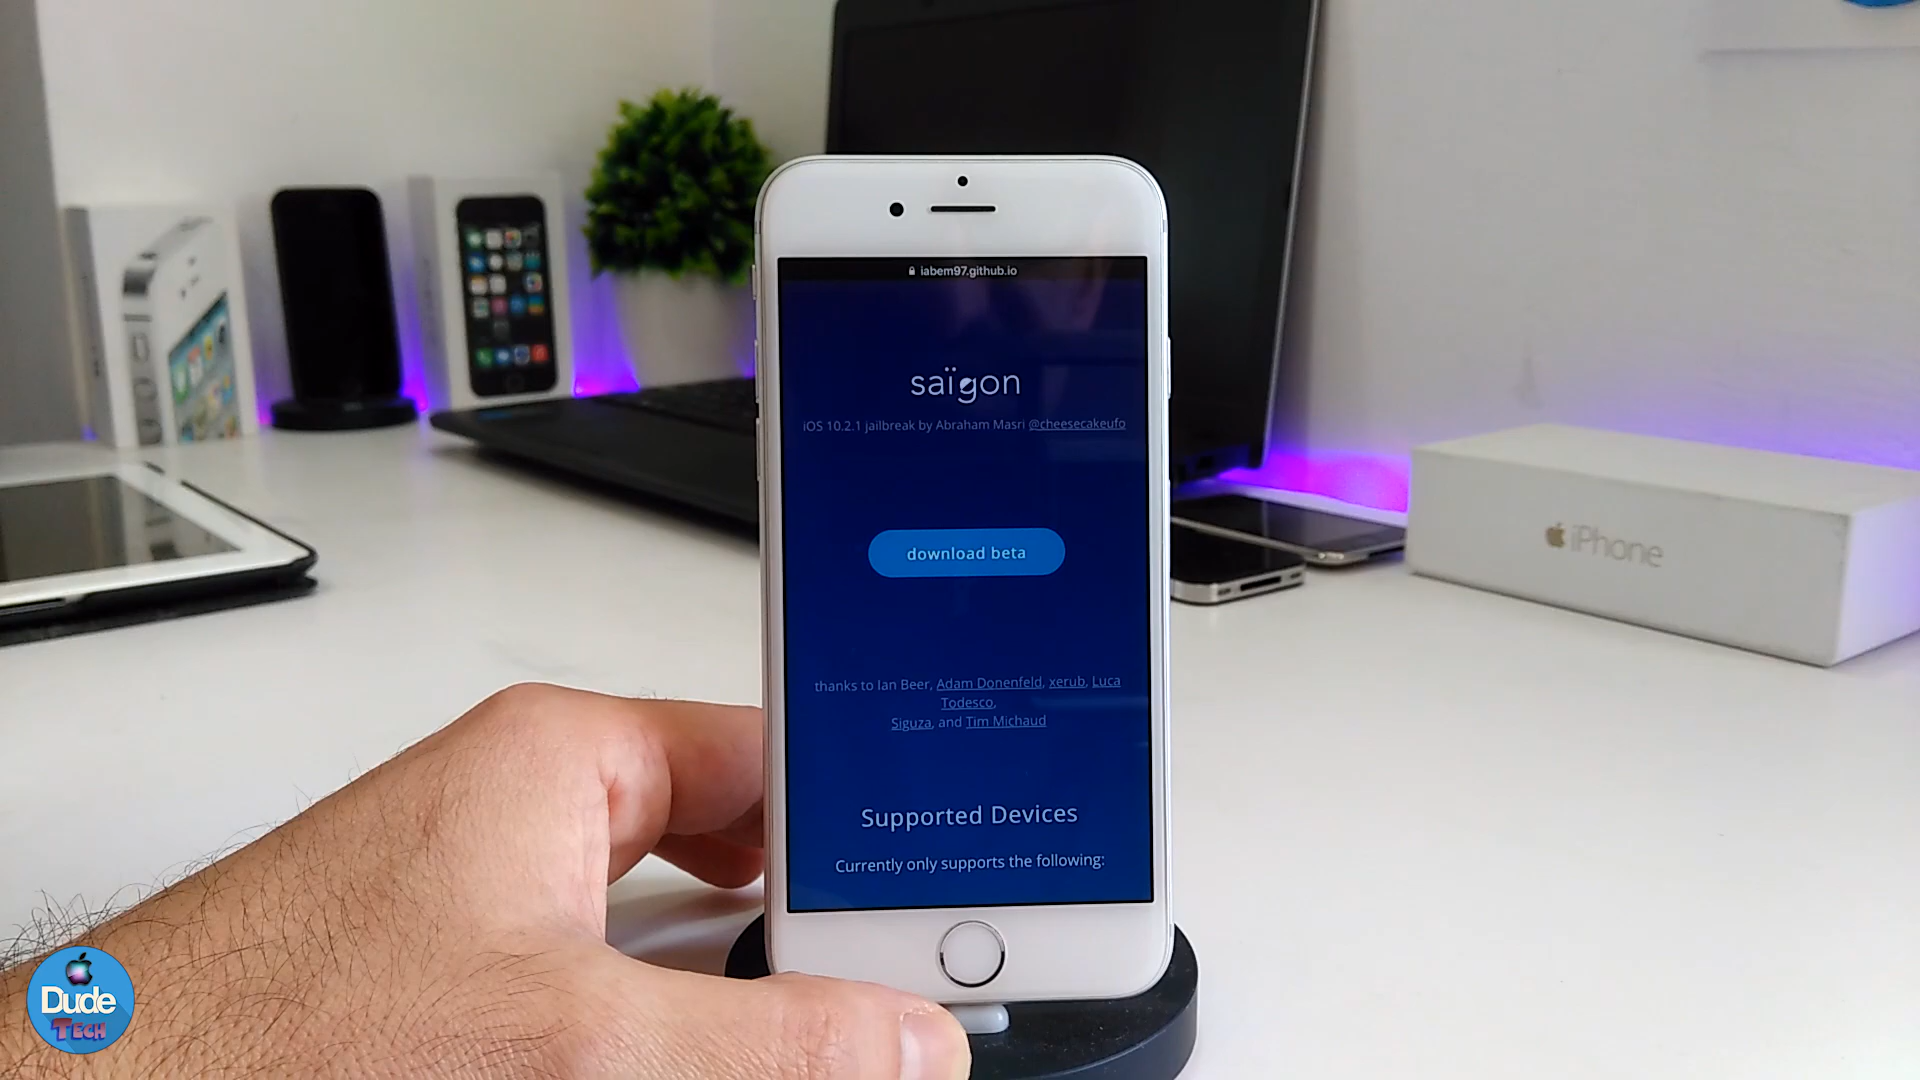 iabem97.github.io
saïgon
iOS 10.2.1 jailbreak by Abraham Masri @cheesecakeufo
download beta
thanks to Ian Beer, Adam Donenfeld, xerub, Luca
Todesco,
Siguza, and Tim Michaud
Supported Devices
Currently only supports the following:
iPhone
Dude
TECH